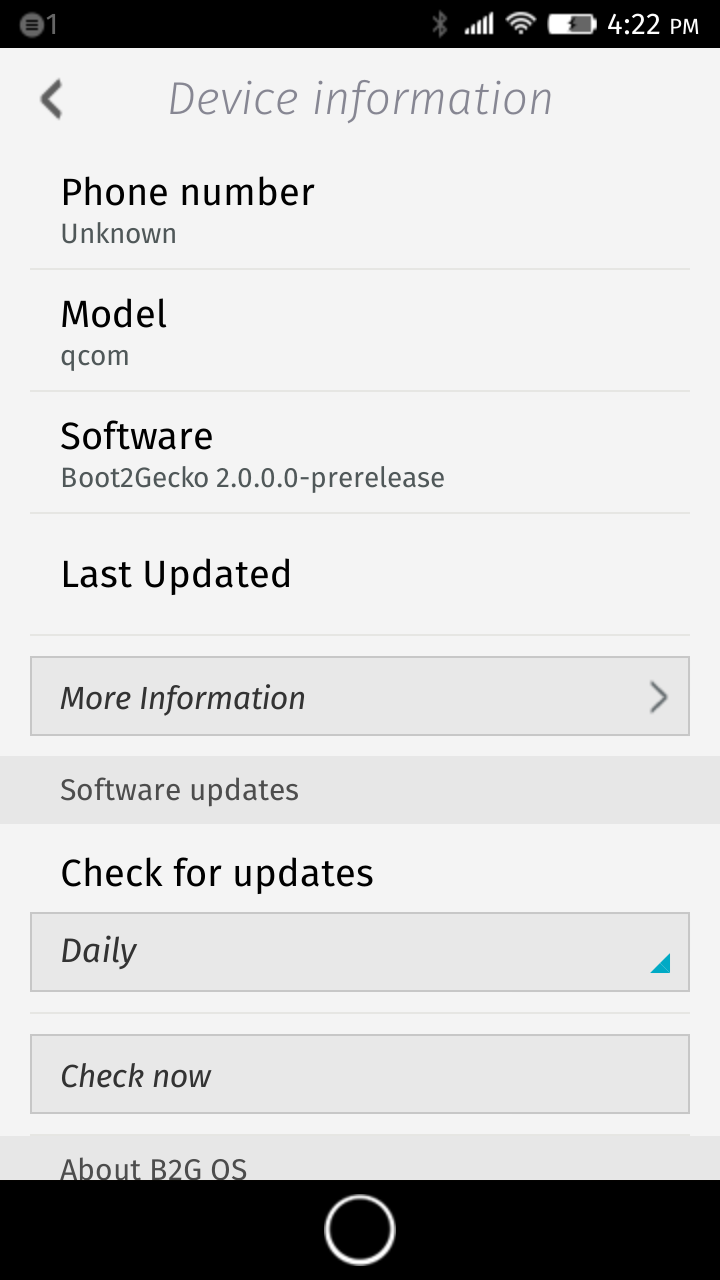 1 4:22 PM
Device information
Phone number
Unknown
Model
qcom
Software
Boot2Gecko 2.0.0.0-prerelease
Last Updated
More Information
Software updates
Check for updates
Daily
Check now
About B2G OS